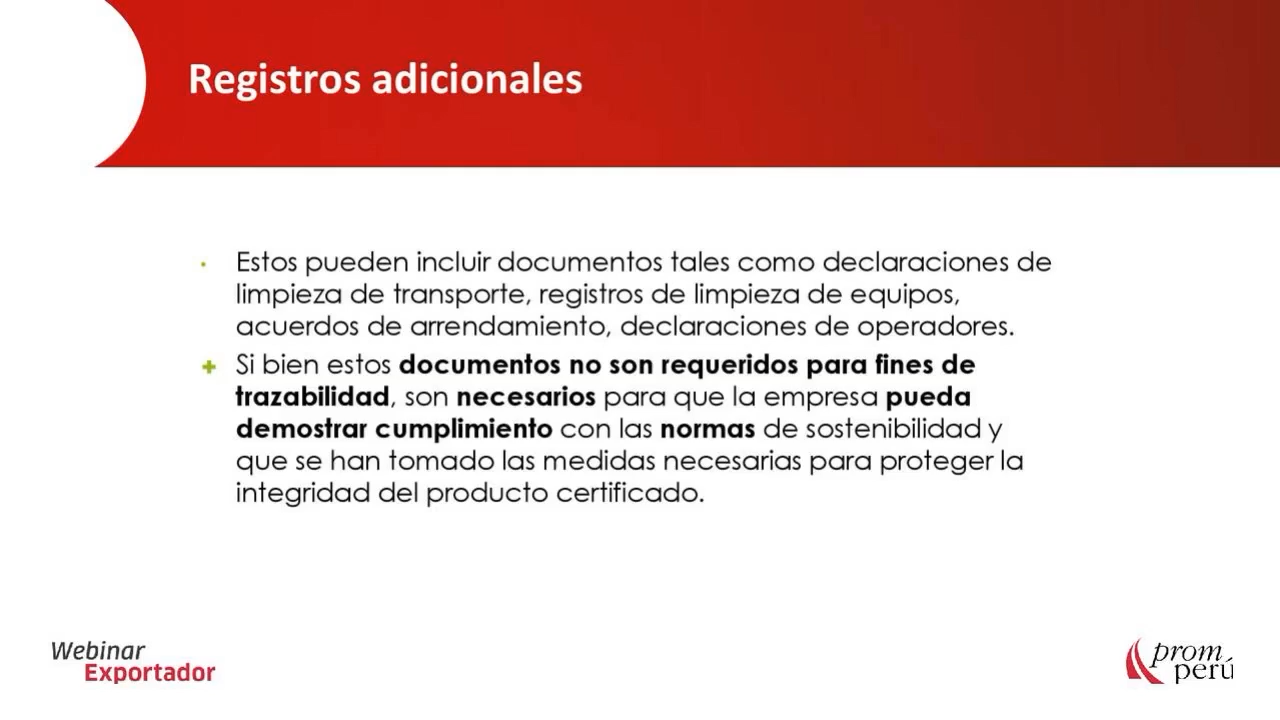 Registros adicionales
Estos pueden incluir documentos tales como declaraciones de
limpieza de transporte, registros de limpieza de equipos,
acuerdos de arrendamiento, declaraciones de operadores.
Si bien estos documentos no son requeridos para fines de
trazabilidad, son necesarios para que la empresa pueda
demostrar cumplimiento con las normas de sostenibilidad y
que se han tomado las medidas necesarias para proteger la
integridad del producto certificado.
Webinar
Exportador
prom
perú